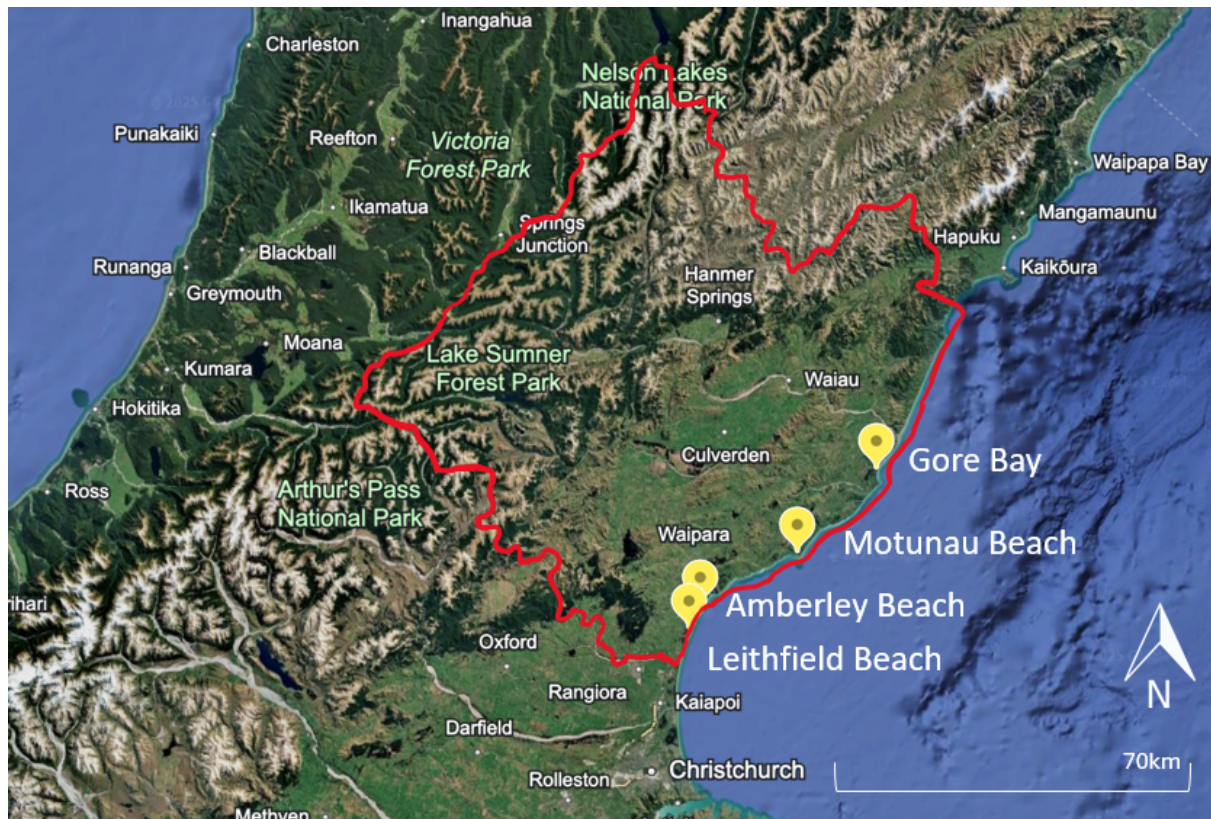 Inangahua
Charleston
Nelson Lakes
National Park
© 2025
Punakaiki
Reefton
Victoria
Forest Park
Waipapa Bay
Ikamatua
Mangamaunu
Springs
Junction
Blackball
Hapuku
Runanga
Hanmer
Springs
Kaikōura
Greymouth
Moana
Lake Sumner
Forest Park
Kumara
Waiau
Hokitika
Culverden
Gore Bay
Ross
Arthur's Pass
National Park
Waipara
Motunau Beach
rihari
Amberley Beach
Oxford
Leithfield Beach
Rangiora
Kaiapoi
N
Darfield
70km
Rolleston
Christchurch
Methven